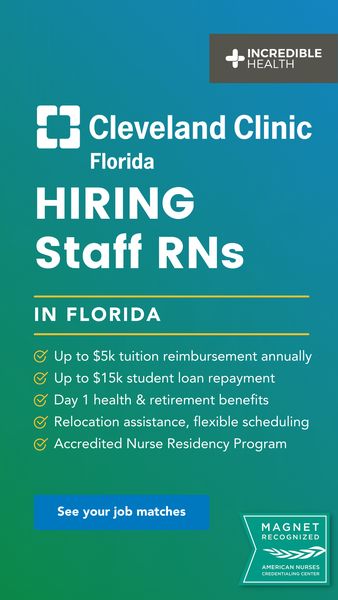 INCREDIBLE
HEALTH
Cleveland Clinic
Florida
HIRING
Staff RNs
IN FLORIDA
Up to $5k tuition reimbursement annually
Up to $15k student loan repayment
Day 1 health & retirement benefits
Relocation assistance, flexible scheduling
Accredited Nurse Residency Program
See your job matches
MAGNET
RECOGNIZED
AMERICAN NURSES
CREDENTIALING CENTER